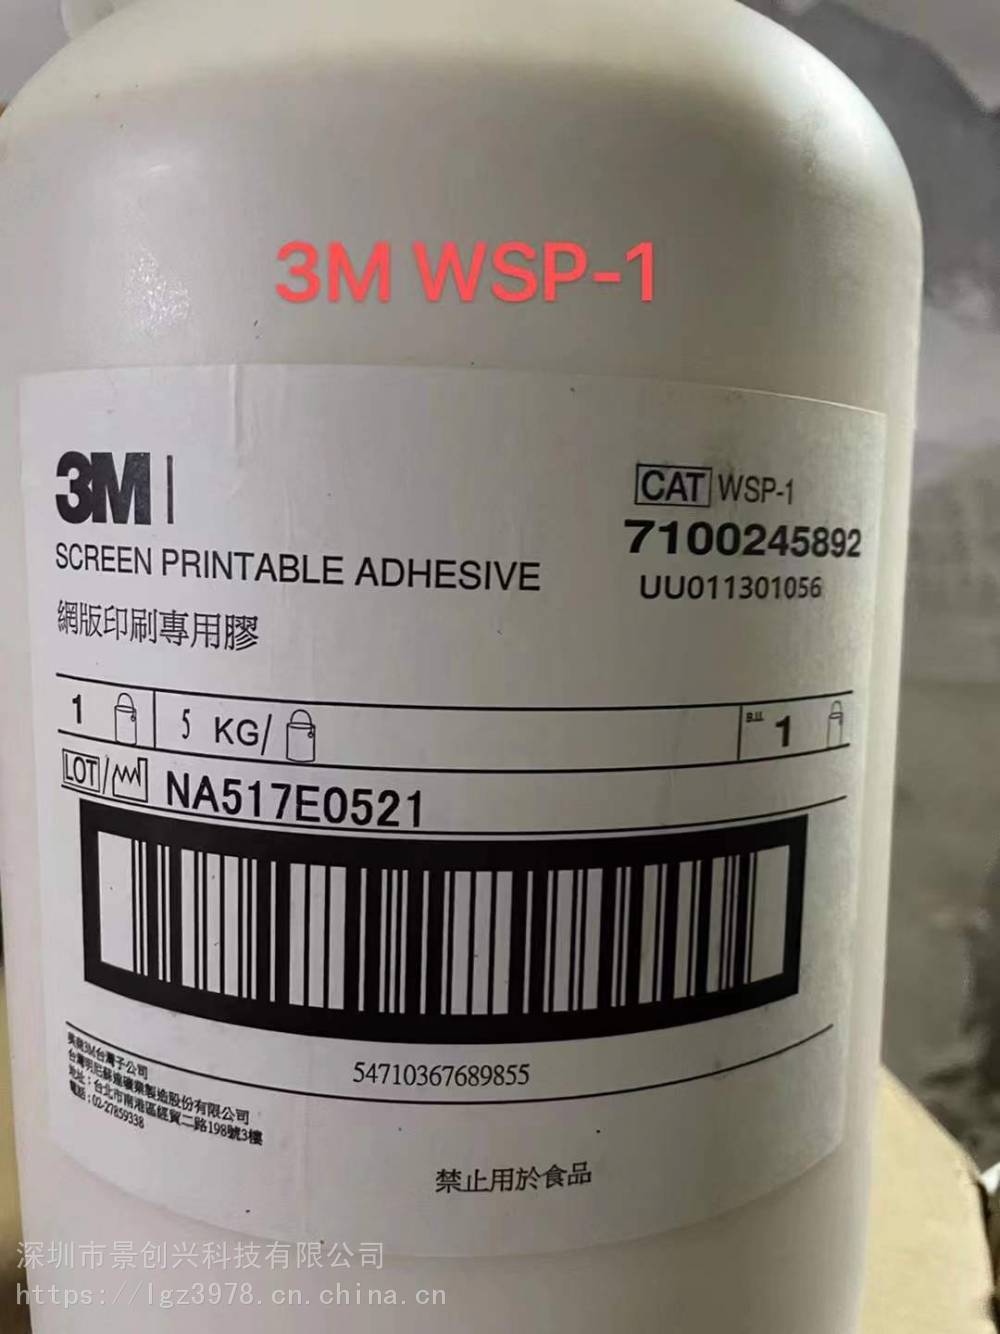 3M WSP-1
3M
CAT WSP-1
7100245892
UU011301056
SCREEN PRINTABLE ADHESIVE
網版印刷專用膠
1
5 KG/
B.U.
1
LOT/
NA517E0521
54710367689855
美商3M台灣子公司
台灣明尼蘇達礦業製造股份有限公司
地址：台北市南港區經貿二路198號3樓
電話：02-27859338
禁止用於食品
深圳市景创兴科技有限公司
https://lgz3978.cn.china.cn